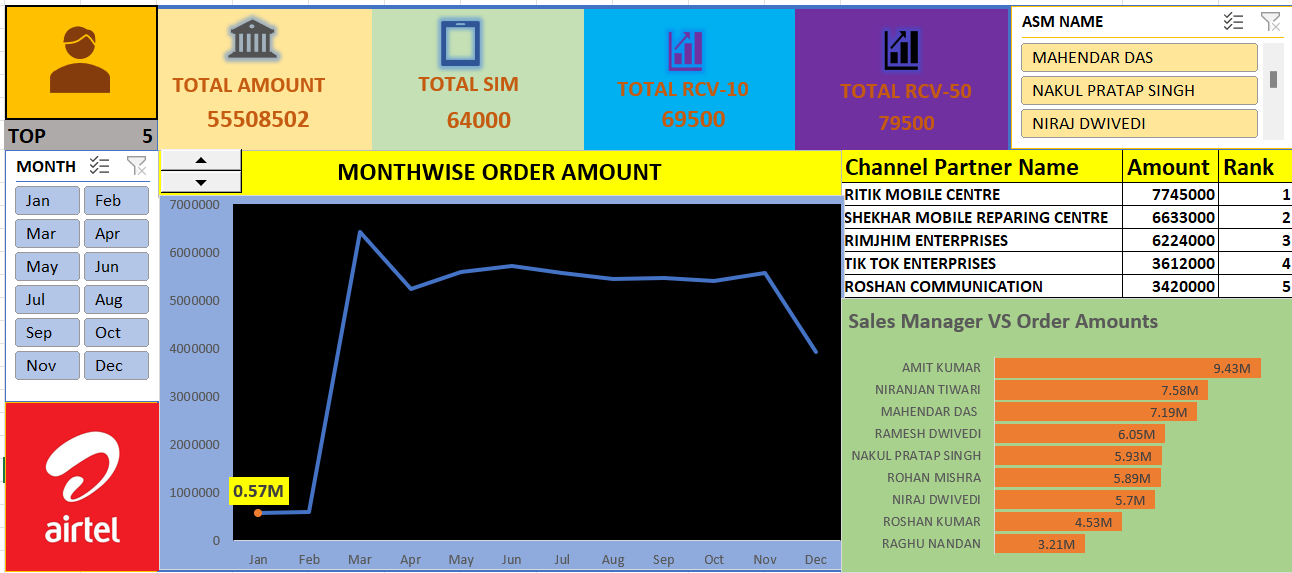 TOTAL AMOUNT
55508502
TOTAL SIM
64000
TOTAL RCV-10
69500
TOTAL RCV-50
79500
ASM NAME
MAHENDAR DAS
NAKUL PRATAP SINGH
NIRAJ DWIVEDI
TOP 5
MONTH
Jan Feb
Mar Apr
May Jun
Jul Aug
Sep Oct
Nov Dec
airtel
MONTHWISE ORDER AMOUNT
7000000
6000000
5000000
4000000
3000000
2000000
1000000
0
0.57M
Jan Feb Mar Apr May Jun Jul Aug Sep Oct Nov Dec
Channel Partner Name Amount Rank
RITIK MOBILE CENTRE 7745000 1
SHEKHAR MOBILE REPARING CENTRE 6633000 2
RIMJHIM ENTERPRISES 6224000 3
TIK TOK ENTERPRISES 3612000 4
ROSHAN COMMUNICATION 3420000 5
Sales Manager VS Order Amounts
AMIT KUMAR 9.43M
NIRANJAN TIWARI 7.58M
MAHENDAR DAS 7.19M
RAMESH DWIVEDI 6.05M
NAKUL PRATAP SINGH 5.93M
ROHAN MISHRA 5.89M
NIRAJ DWIVEDI 5.7M
ROSHAN KUMAR 4.53M
RAGHU NANDAN 3.21M